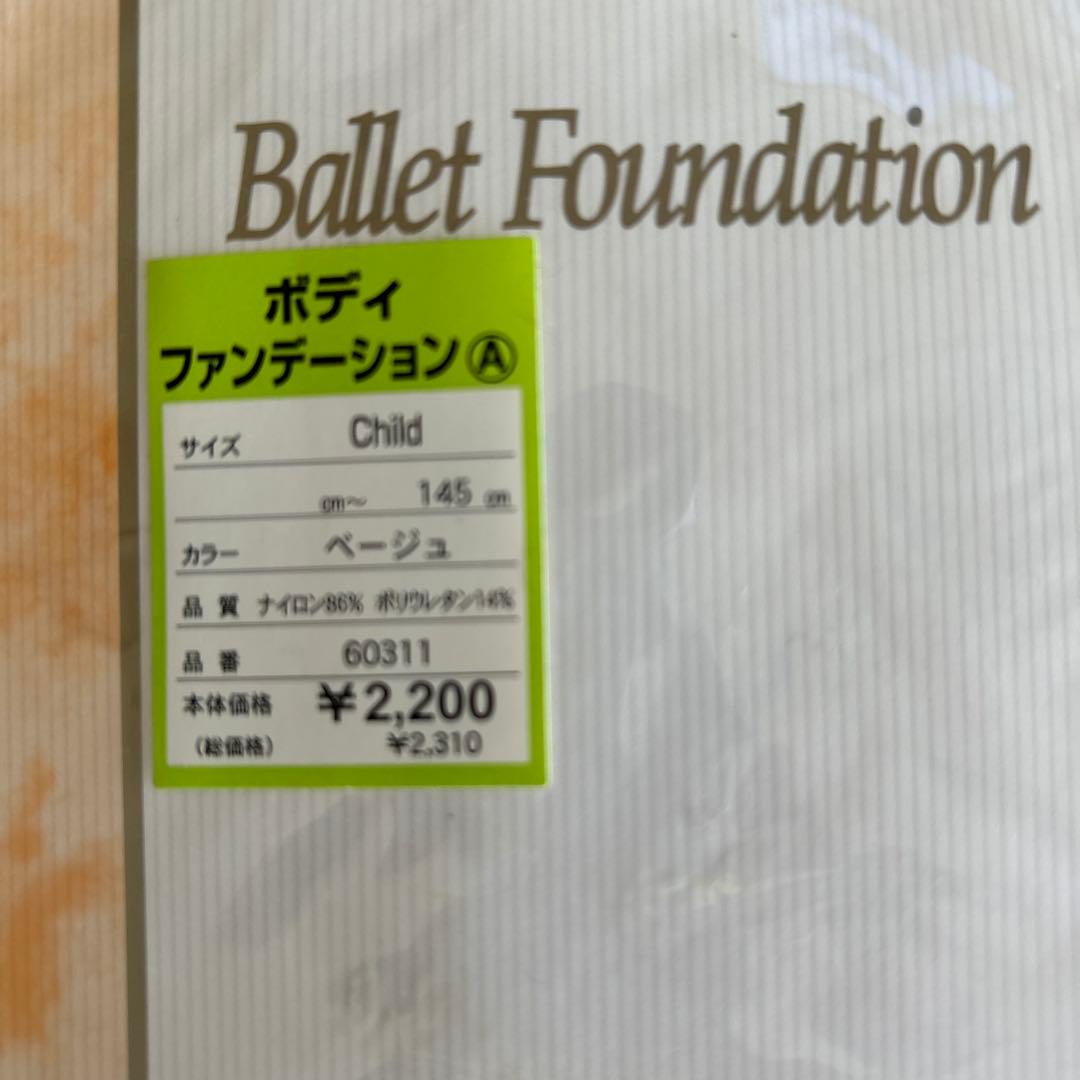 Ballet Foundation
ボディ
ファンデーションⒶ
サイズ Child
cm〜 145 cm
カラー ベージュ
品 質 ナイロン86% ポリウレタン14%
品 番 60311
本体価格 ¥2,200
(総価格) ¥2,310